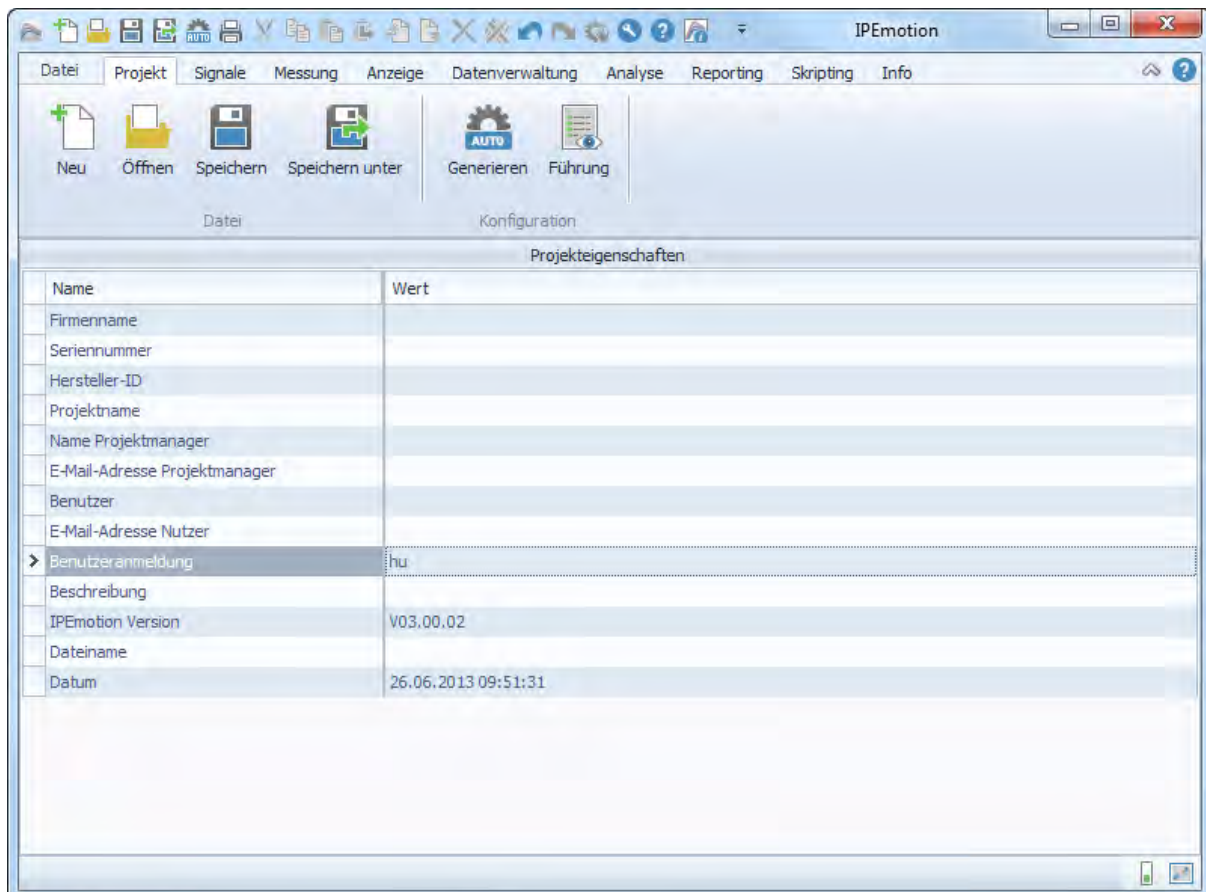 AUTO
IPEmotion
Datei Projekt Signale Messung Anzeige Datenverwaltung Analyse Reporting Skripting Info
AUTO
Neu Öffnen Speichern Speichern unter Generieren Führung
Datei Konfiguration
Projekteigenschaften
Name Wert
Firmenname
Seriennummer
Hersteller-ID
Projektname
Name Projektmanager
E-Mail-Adresse Projektmanager
Benutzer
E-Mail-Adresse Nutzer
Benutzeranmeldung hu
Beschreibung
IPEmotion Version V03.00.02
Dateiname
Datum 26.06.2013 09:51:31